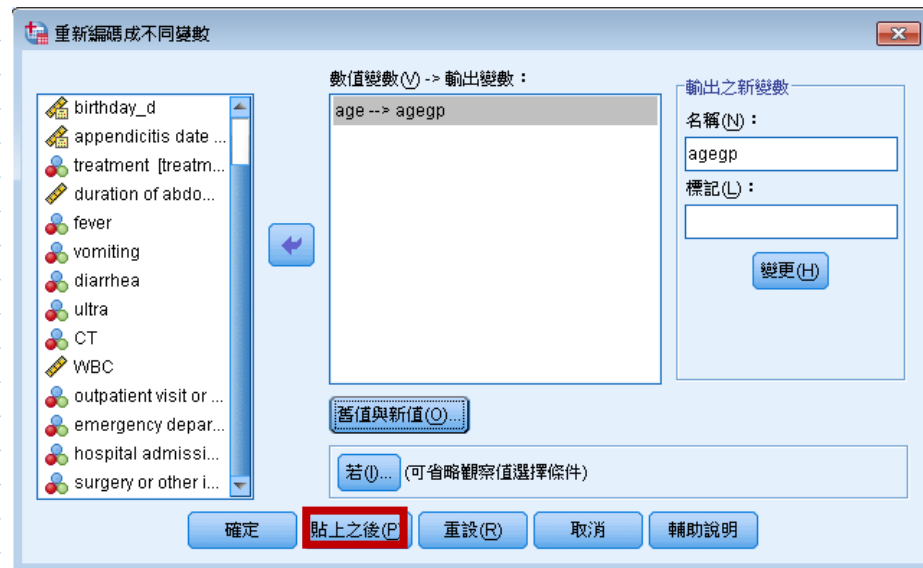 重新編碼成不同變數
birthday_d
appendicitis date ...
treatment [treatm...
duration of abdo...
fever
vomiting
diarrhea
ultra
CT
WBC
outpatient visit or ...
emergency depar...
hospital admissi...
surgery or other i...
數值變數(V) -> 輸出變數：
age --> agegp
輸出之新變數
名稱(N)：
agegp
標記(L)：
變更(H)
舊值與新值(O)...
若(I)... (可省略觀察值選擇條件)
確定 貼上之後(P) 重設(R) 取消 輔助說明